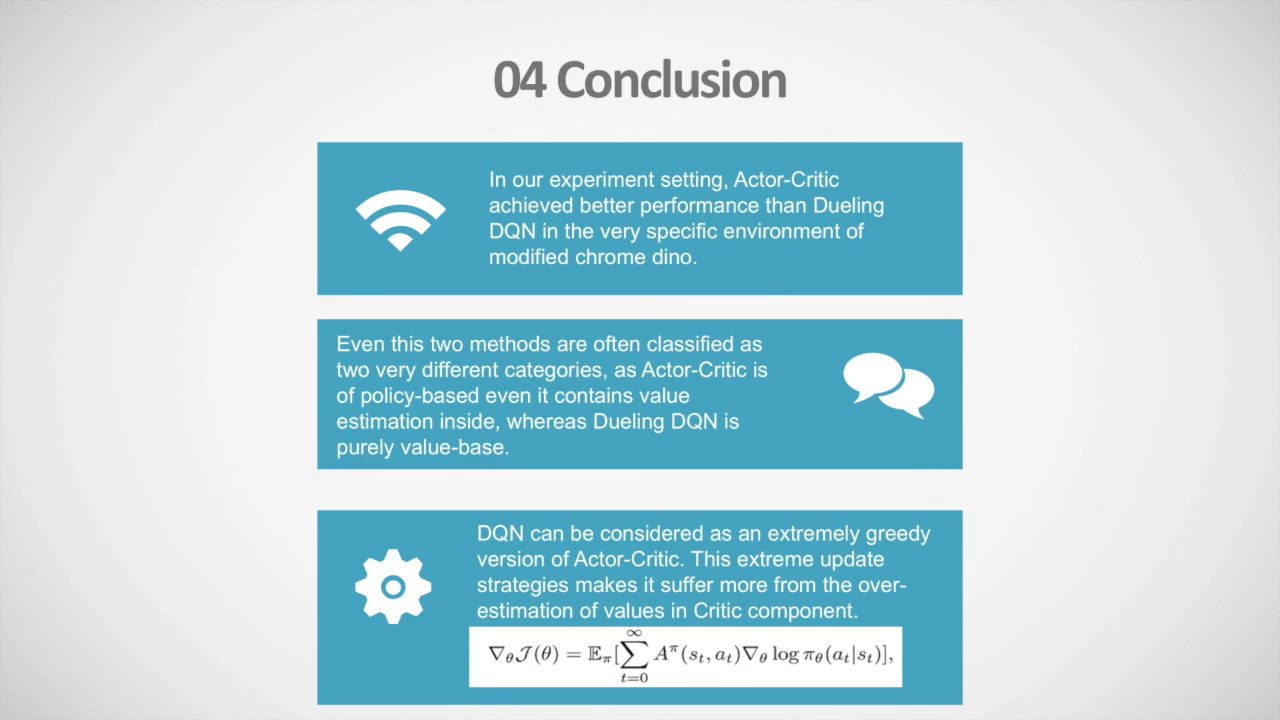 04 Conclusion
In our experiment setting, Actor-Critic
achieved better performance than Dueling
DQN in the very specific environment of
modified chrome dino.
Even this two methods are often classified as
two very different categories, as Actor-Critic is
of policy-based even it contains value
estimation inside, whereas Dueling DQN is
purely value-base.
DQN can be considered as an extremely greedy
version of Actor-Critic. This extreme update
strategies makes it suffer more from the over-
estimation of values in Critic component.
∇θJ(θ) = 𝔼π[∑_{t=0}^{∞} A^π(s_t, a_t)∇θ log πθ(a_t|s_t)],